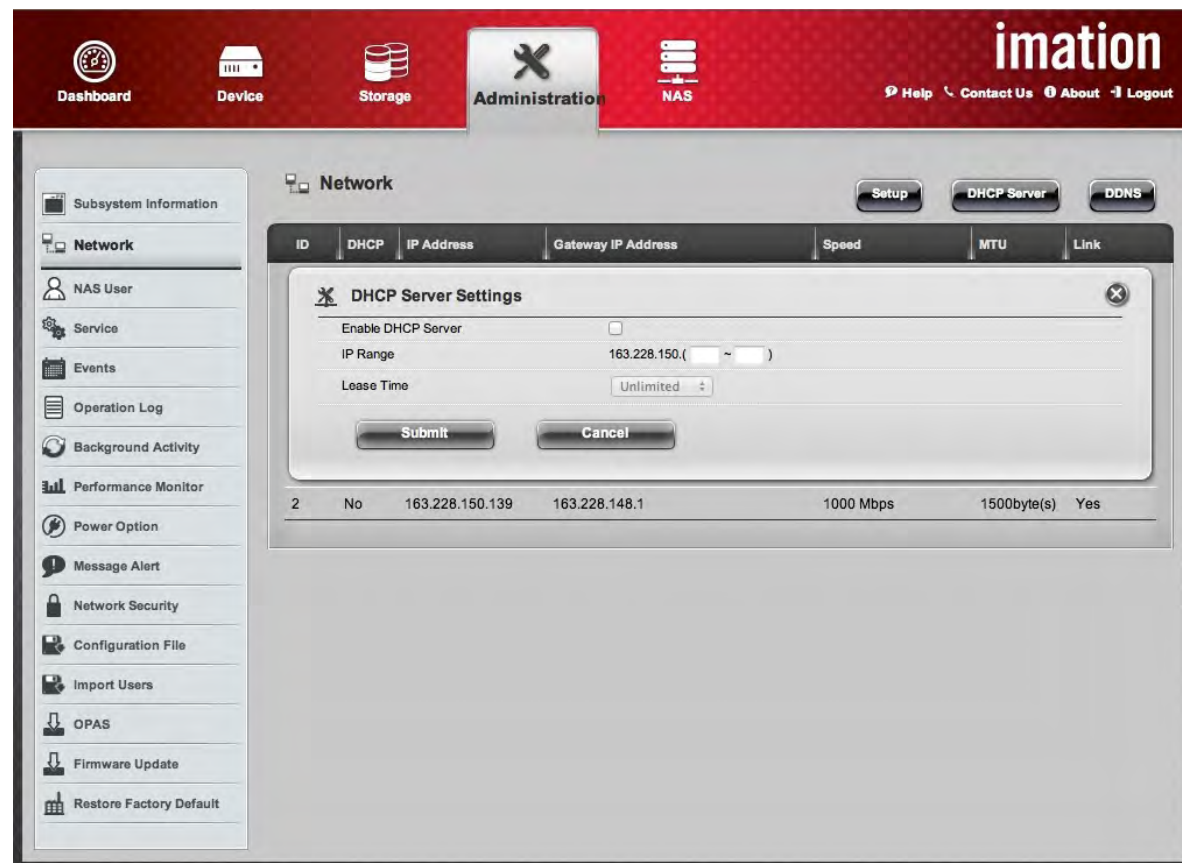 imation
Dashboard
Device
Storage
Administration
NAS
Help Contact Us About Logout
Subsystem Information
Network
NAS User
Service
Events
Operation Log
Background Activity
Performance Monitor
Power Option
Message Alert
Network Security
Configuration File
Import Users
OPAS
Firmware Update
Restore Factory Default
Network
Setup DHCP Server DDNS
ID DHCP IP Address Gateway IP Address Speed MTU Link
DHCP Server Settings
Enable DHCP Server
IP Range 163.228.150.( ~ )
Lease Time Unlimited
Submit Cancel
2 No 163.228.150.139 163.228.148.1 1000 Mbps 1500byte(s) Yes